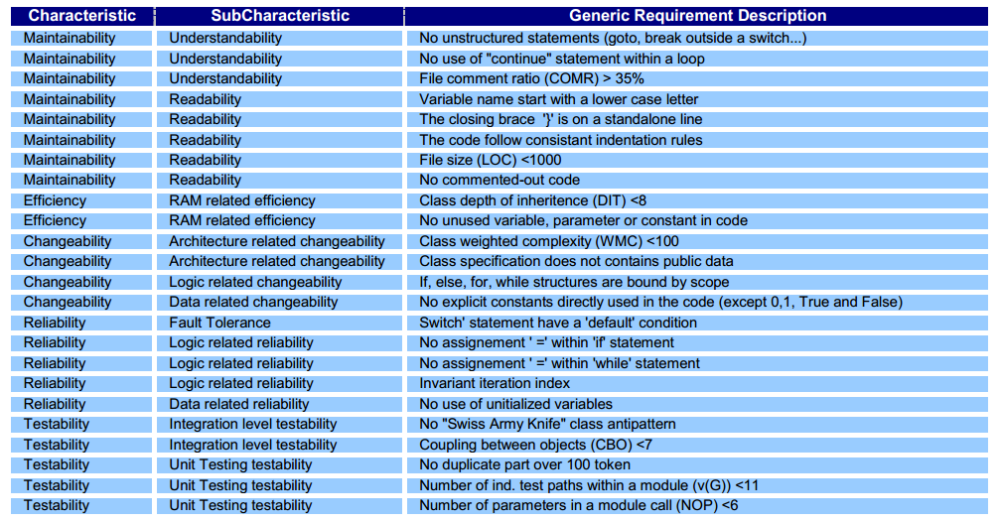 Characteristic SubCharacteristic Generic Requirement Description
Maintainability Understandability No unstructured statements (goto, break outside a switch...)
Maintainability Understandability No use of "continue" statement within a loop
Maintainability Understandability File comment ratio (COMR) > 35%
Maintainability Readability Variable name start with a lower case letter
Maintainability Readability The closing brace '}' is on a standalone line
Maintainability Readability The code follow consistant indentation rules
Maintainability Readability File size (LOC) <1000
Maintainability Readability No commented-out code
Efficiency RAM related efficiency Class depth of inheritence (DIT) <8
Efficiency RAM related efficiency No unused variable, parameter or constant in code
Changeability Architecture related changeability Class weighted complexity (WMC) <100
Changeability Architecture related changeability Class specification does not contains public data
Changeability Logic related changeability If, else, for, while structures are bound by scope
Changeability Data related changeability No explicit constants directly used in the code (except 0,1, True and False)
Reliability Fault Tolerance Switch' statement have a 'default' condition
Reliability Logic related reliability No assignement ' =' within 'if' statement
Reliability Logic related reliability No assignement ' =' within 'while' statement
Reliability Logic related reliability Invariant iteration index
Reliability Data related reliability No use of unitialized variables
Testability Integration level testability No "Swiss Army Knife" class antipattern
Testability Integration level testability Coupling between objects (CBO) <7
Testability Unit Testing testability No duplicate part over 100 token
Testability Unit Testing testability Number of ind. test paths within a module (v(G)) <11
Testability Unit Testing testability Number of parameters in a module call (NOP) <6